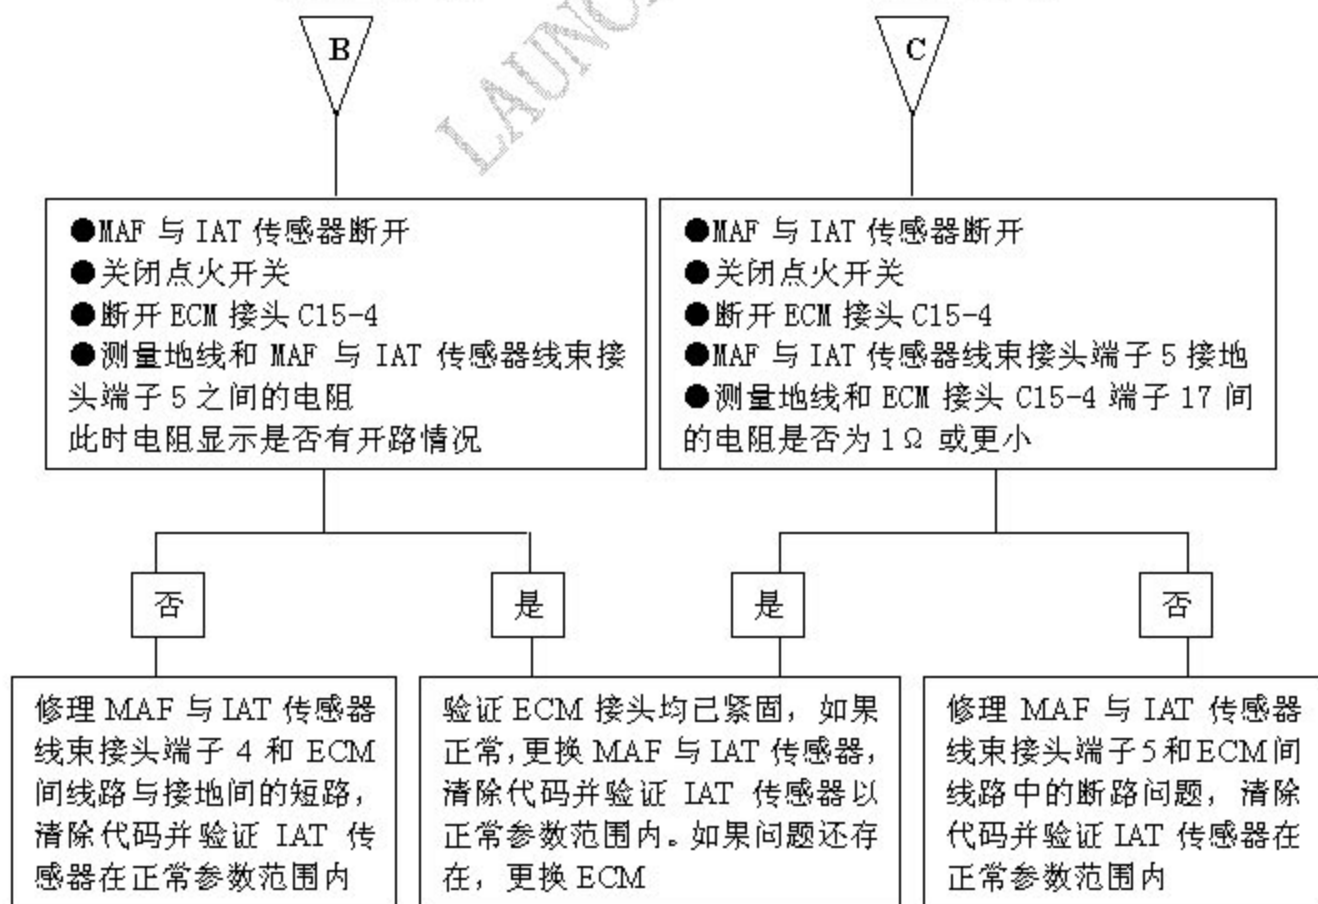 LAUNC
B
C
●MAF 与 IAT 传感器断开
●关闭点火开关
●断开 ECM 接头 C15-4
●测量地线和 MAF 与 IAT 传感器线束接
头端子 5 之间的电阻
此时电阻显示是否有开路情况
●MAF 与 IAT 传感器断开
●关闭点火开关
●断开 ECM 接头 C15-4
●MAF 与 IAT 传感器线束接头端子 5 接地
●测量地线和 ECM 接头 C15-4 端子 17 间
的电阻是否为 1 Ω 或更小
否
是
是
否
修理 MAF 与 IAT 传感器
线束接头端子 4 和 ECM
间线路与接地间的短路，
清除代码并验证 IAT 传
感器在正常参数范围内
验证 ECM 接头均已紧固，如果
正常，更换 MAF 与 IAT 传感器，
清除代码并验证 IAT 传感器以
正常参数范围内。如果问题还存
在，更换 ECM
修理 MAF 与 IAT 传感器
线束接头端子 5 和 ECM 间
线路中的断路问题，清除
代码并验证 IAT 传感器在
正常参数范围内